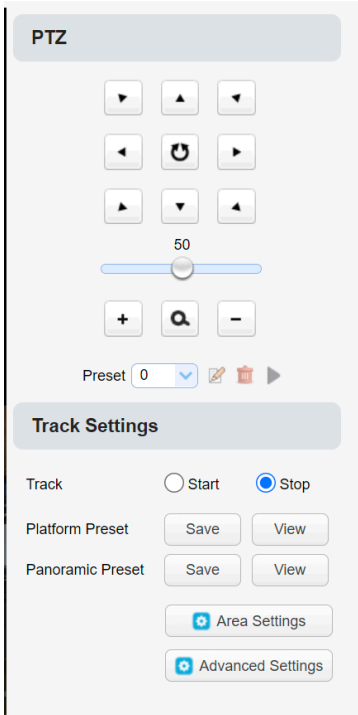 PTZ
50
+
−
Preset 0
Track Settings
Track Start Stop
Platform Preset Save View
Panoramic Preset Save View
Area Settings
Advanced Settings